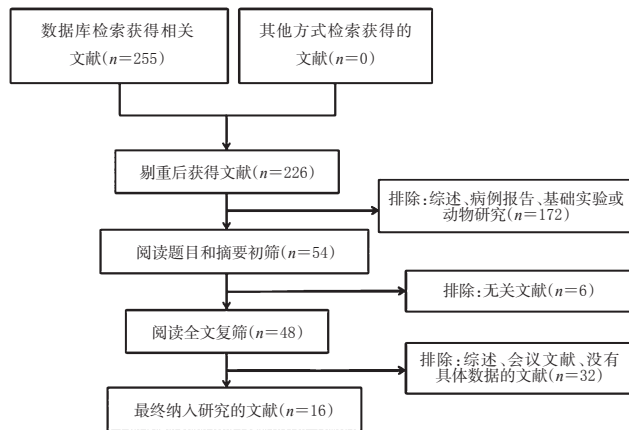 数据库检索获得相关
文献(n=255)
其他方式检索获得的
文献(n=0)
剔重后获得文献(n=226)
排除:综述、病例报告、基础实验或
动物研究(n=172)
阅读题目和摘要初筛(n=54)
排除:无关文献(n=6)
阅读全文复筛(n=48)
排除:综述、会议文献、没有
具体数据的文献(n=32)
最终纳入研究的文献(n=16)